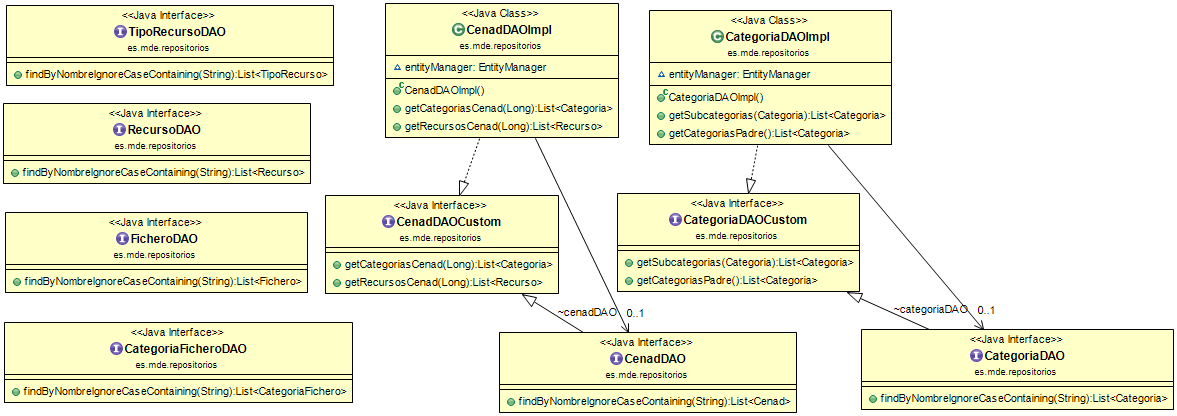 <<Java Interface>>
TipoRecursoDAO
es.mde.repositorios
findByNombreIgnoreCaseContaining(String):List<TipoRecurso>
<<Java Interface>>
RecursoDAO
es.mde.repositorios
findByNombreIgnoreCaseContaining(String):List<Recurso>
<<Java Interface>>
FicheroDAO
es.mde.repositorios
findByNombreIgnoreCaseContaining(String):List<Fichero>
<<Java Interface>>
CategoriaFicheroDAO
es.mde.repositorios
findByNombreIgnoreCaseContaining(String):List<CategoriaFichero>
<<Java Class>>
CenadDAOImpl
es.mde.repositorios
entityManager: EntityManager
CenadDAOImpl()
getCategoriasCenad(Long):List<Categoria>
getRecursosCenad(Long):List<Recurso>
<<Java Interface>>
CenadDAOCustom
es.mde.repositorios
getCategoriasCenad(Long):List<Categoria>
getRecursosCenad(Long):List<Recurso>
~cenadDAO 0..1
<<Java Interface>>
CenadDAO
es.mde.repositorios
findByNombreIgnoreCaseContaining(String):List<Cenad>
<<Java Class>>
CategoriaDAOImpl
es.mde.repositorios
entityManager: EntityManager
CategoriaDAOImpl()
getSubcategorias(Categoria):List<Categoria>
getCategoriasPadre():List<Categoria>
<<Java Interface>>
CategoriaDAOCustom
es.mde.repositorios
getSubcategorias(Categoria):List<Categoria>
getCategoriasPadre():List<Categoria>
~categoriaDAO 0..1
<<Java Interface>>
CategoriaDAO
es.mde.repositorios
findByNombreIgnoreCaseContaining(String):List<Categoria>